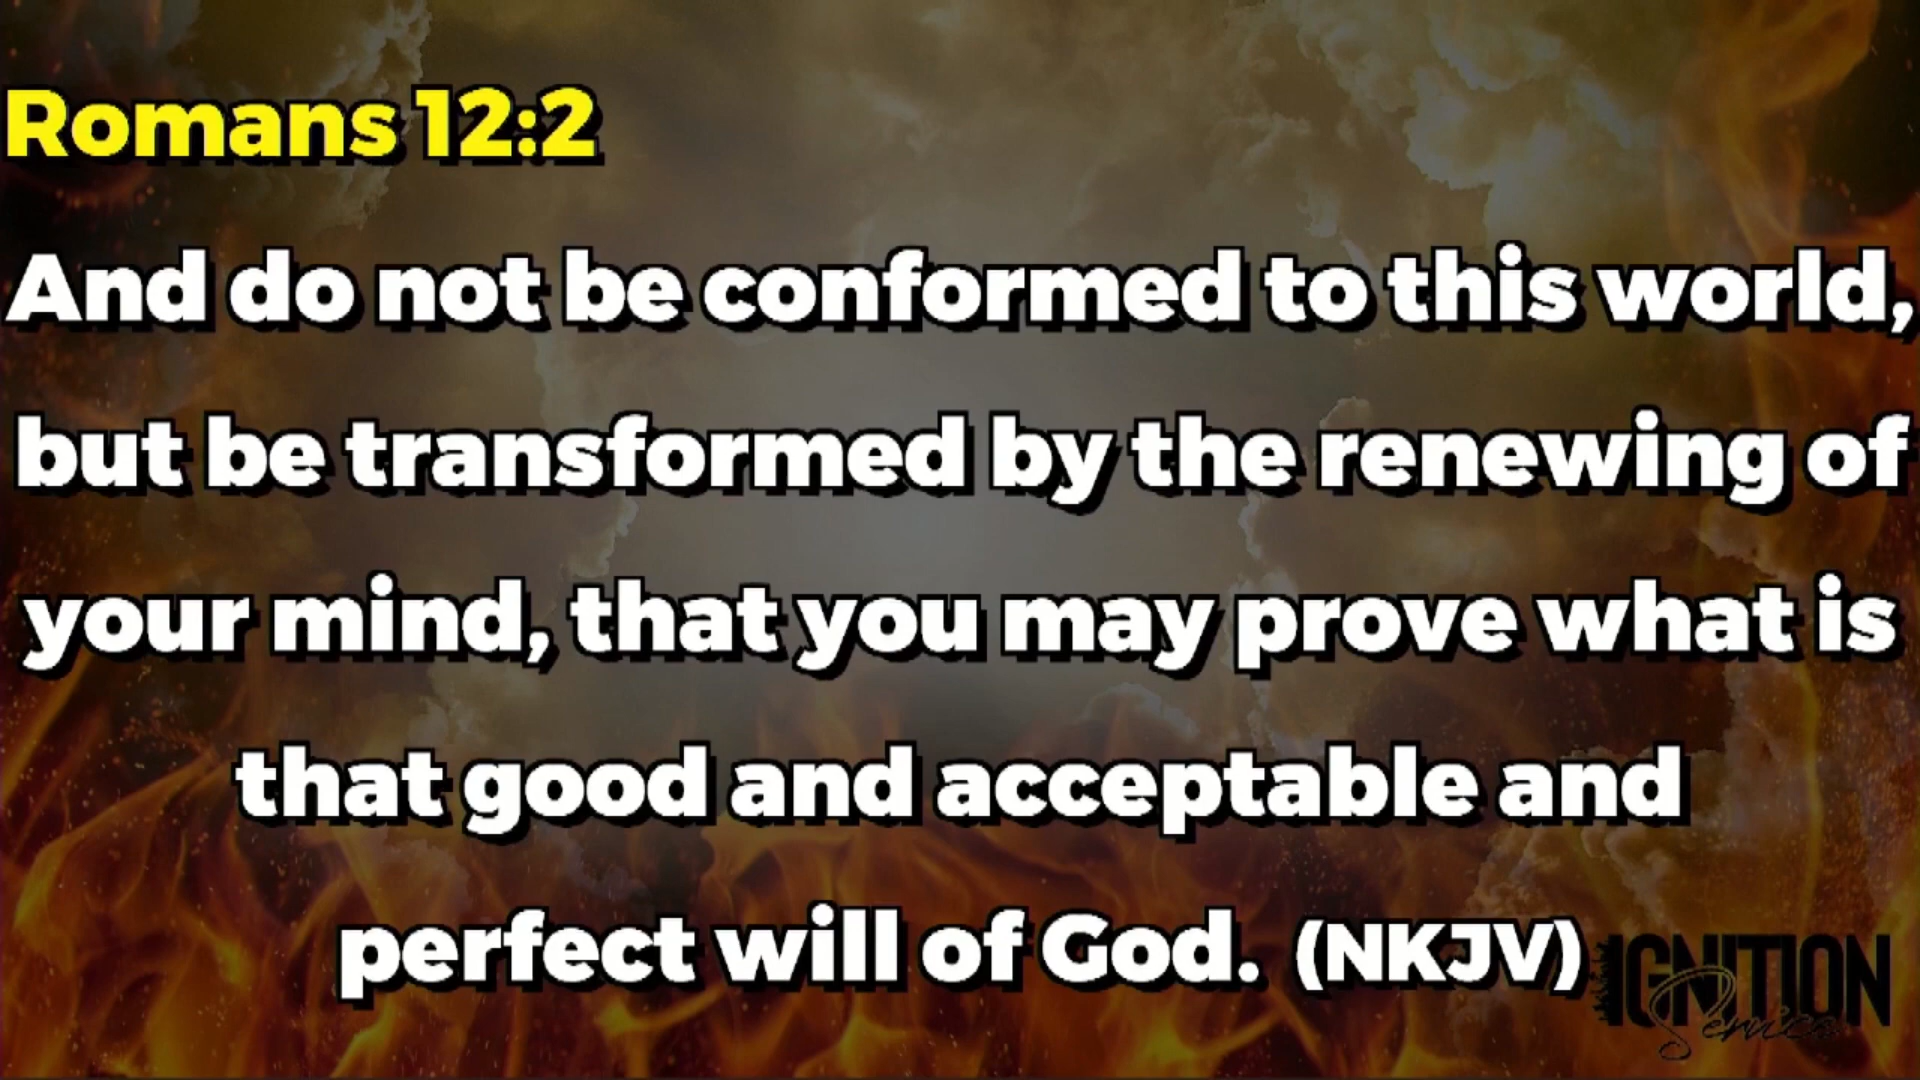 Romans 12:2
And do not be conformed to this world,
but be transformed by the renewing of
your mind, that you may prove what is
that good and acceptable and
perfect will of God. (NKJV)
IGNITION
Service